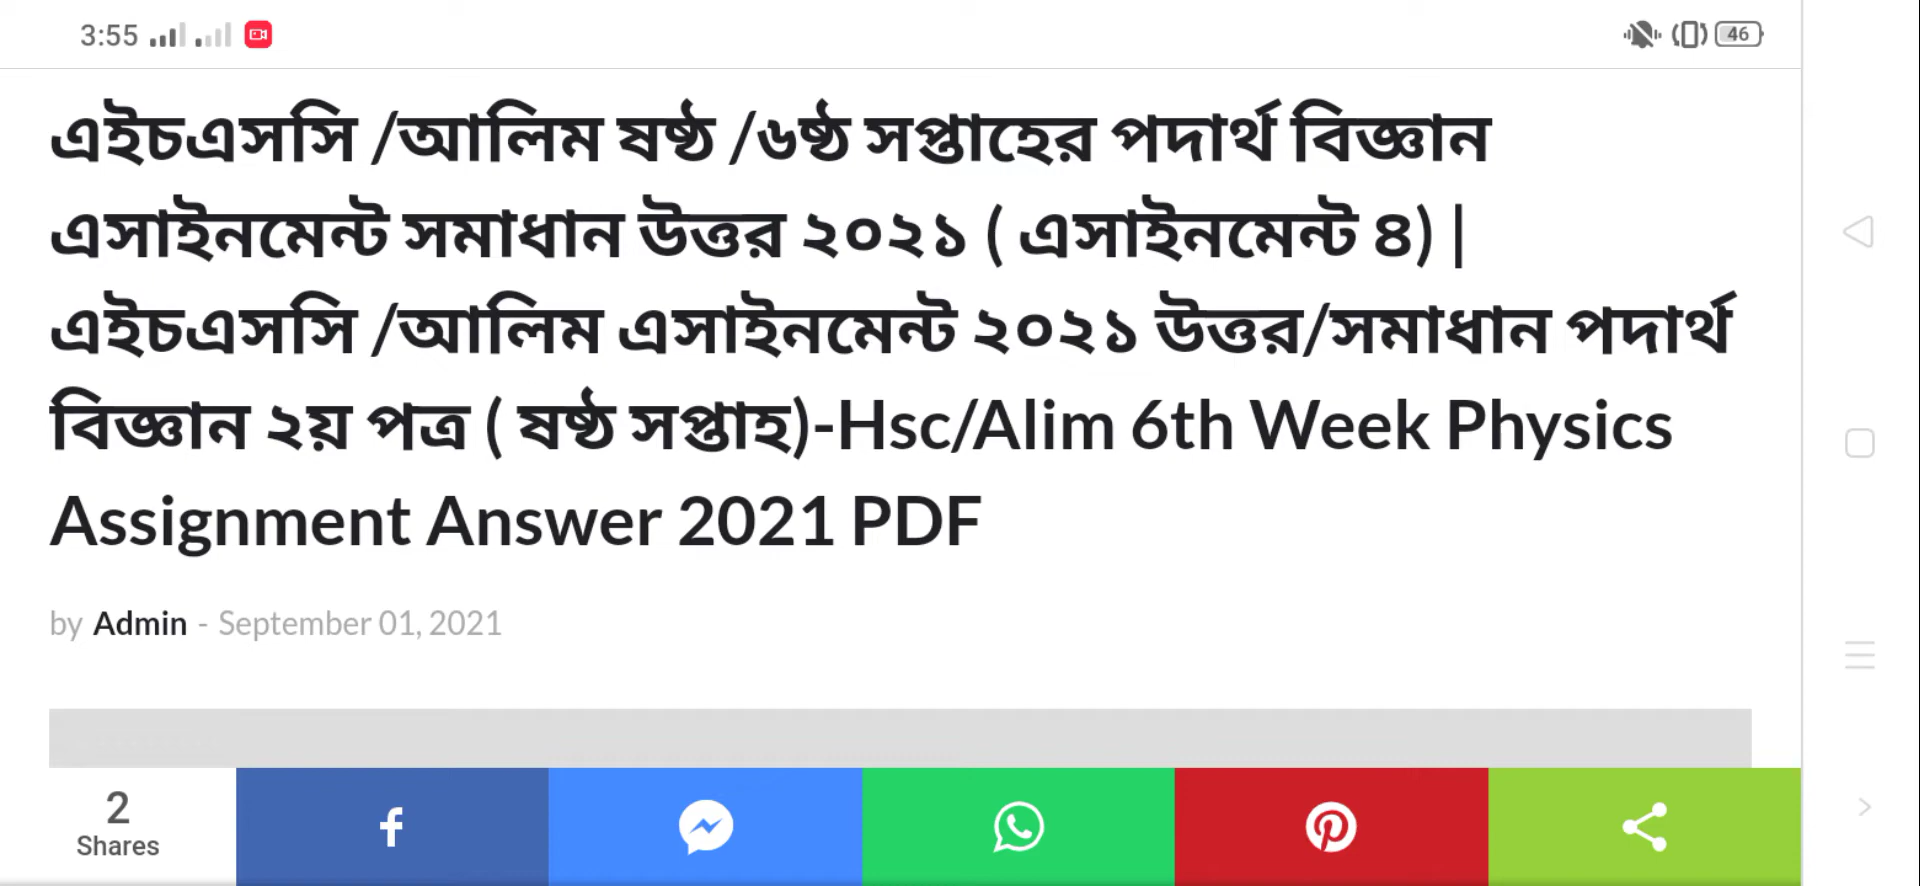 3:55
46
এইচএসসি /আলিম ষষ্ঠ /৬ষ্ঠ সপ্তাহের পদার্থ বিজ্ঞান
এসাইনমেন্ট সমাধান উত্তর ২০২১ ( এসাইনমেন্ট ৪) |
এইচএসসি /আলিম এসাইনমেন্ট ২০২১ উত্তর/সমাধান পদার্থ
বিজ্ঞান ২য় পত্র ( ষষ্ঠ সপ্তাহ)-Hsc/Alim 6th Week Physics
Assignment Answer 2021 PDF
by Admin - September 01, 2021
2
Shares